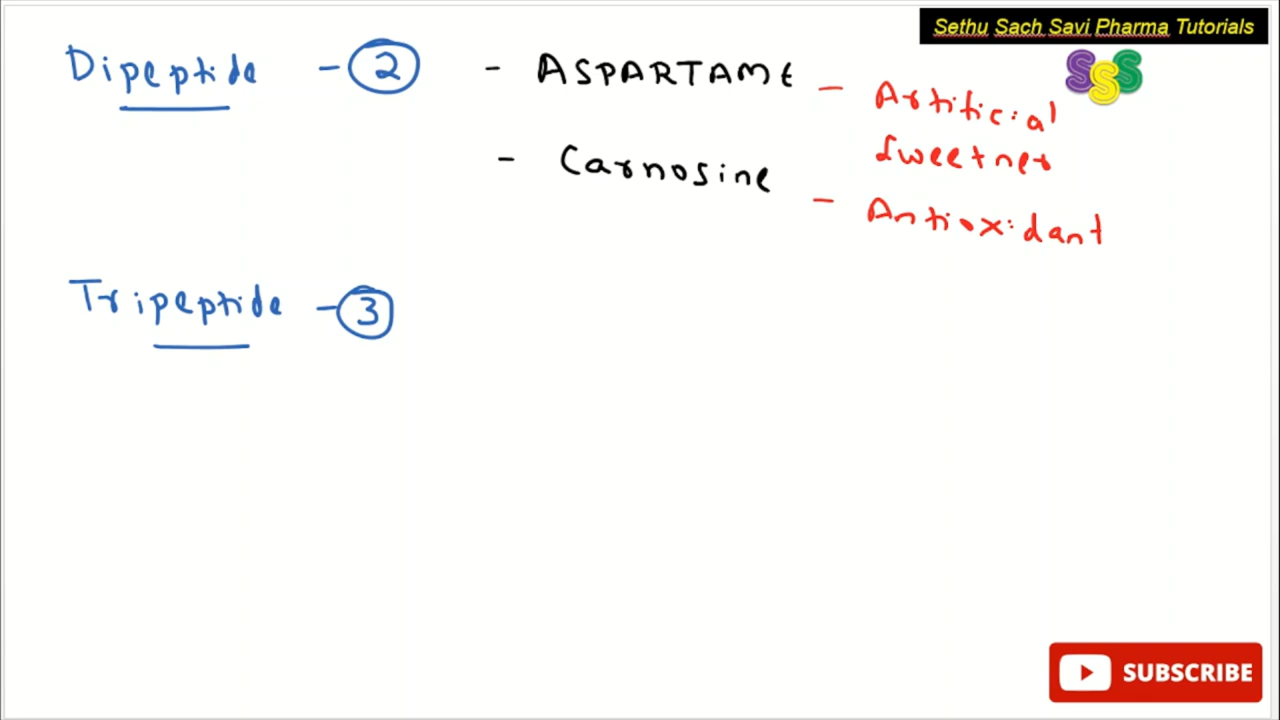 Sethu Sach Savi Pharma Tutorials
SSS
Dipeptide - 2 - ASPARTAME - Artificial
Sweetner
- Carnosine - Antioxidant
Tripeptide - 3
SUBSCRIBE